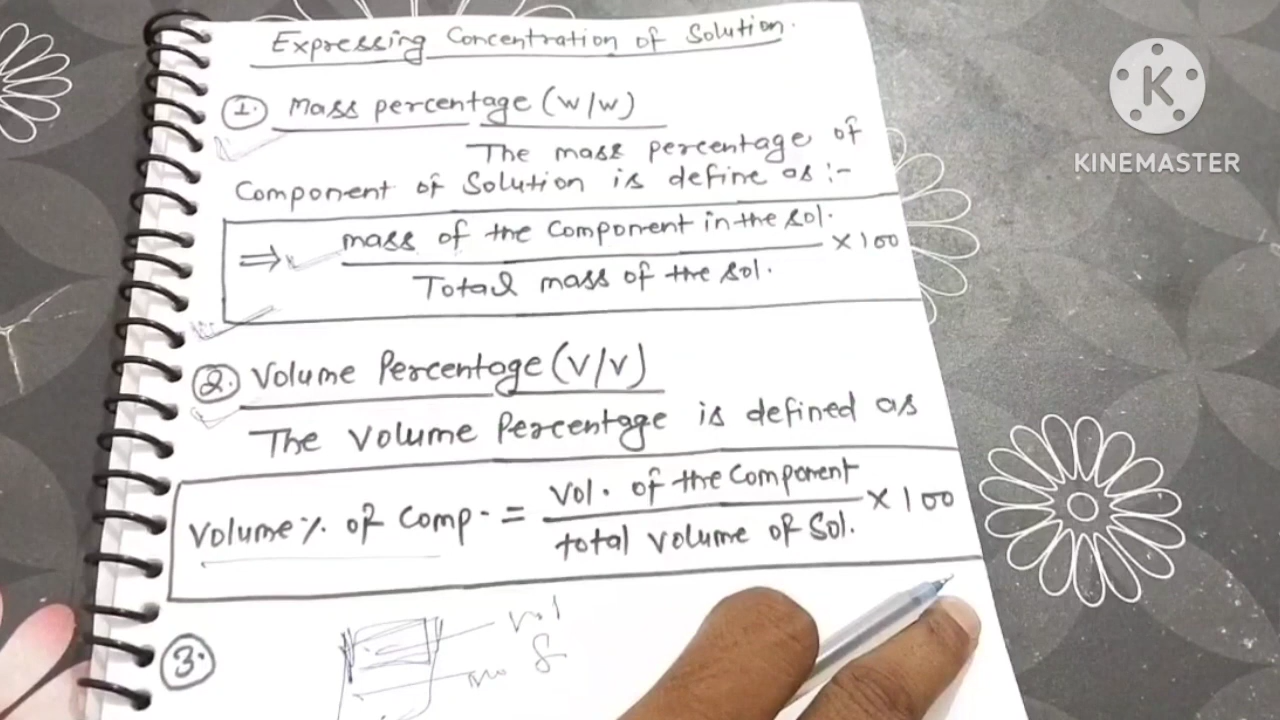 Expressing Concentration of Solution.
1. Mass percentage (w/w)
The mass percentage of
Component of Solution is define as :-
⇒ mass of the Component in the sol. × 100
Total mass of the sol.
2. Volume Percentage (V/V)
The Volume Percentage is defined as
Volume % of Comp. = Vol. of the Component × 100
total volume of Sol.
3.
K
KINEMASTER